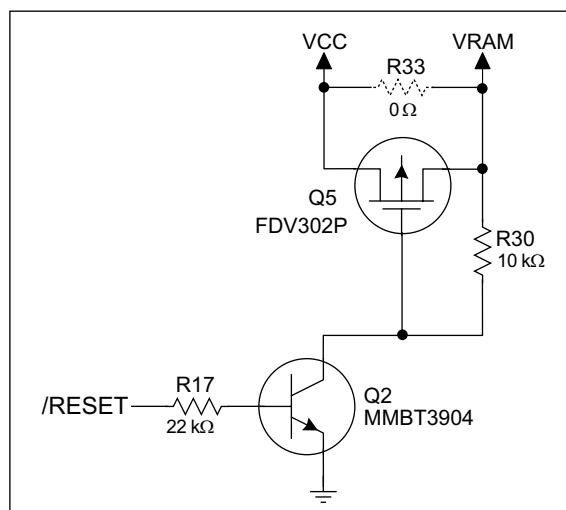 VCC
VRAM
R33
0 Ω
Q5
FDV302P
R30
10 kΩ
R17
/RESET
22 kΩ
Q2
MMBT3904